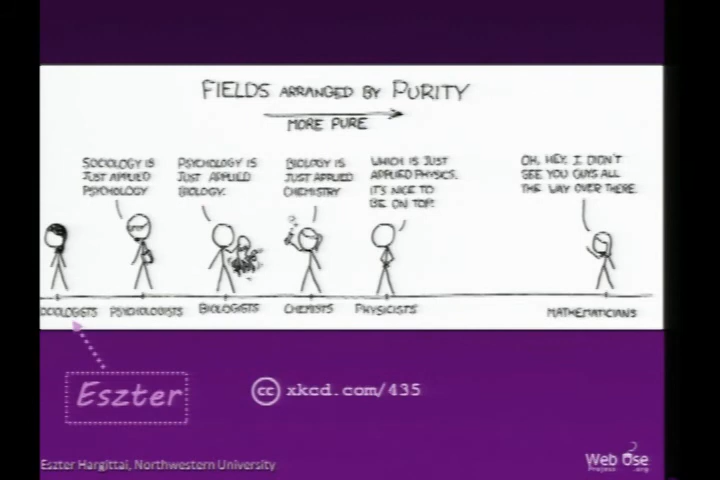 FIELDS ARRANGED BY PURITY
MORE PURE
SOCIOLOGY IS
JUST APPLIED
PSYCHOLOGY
PSYCHOLOGY IS
JUST APPLIED
BIOLOGY.
BIOLOGY IS
JUST APPLIED
CHEMISTRY
WHICH IS JUST
APPLIED PHYSICS.
IT'S NICE TO
BE ON TOP.
OH, HEY, I DIDN'T
SEE YOU GUYS ALL
THE WAY OVER THERE.
OCIOLOGISTS
PSYCHOLOGISTS
BIOLOGISTS
CHEMISTS
PHYSICISTS
MATHEMATICIANS
Eszter
cc xkcd.com/435
Eszter Hargittai, Northwestern University
Web Use
Project .org